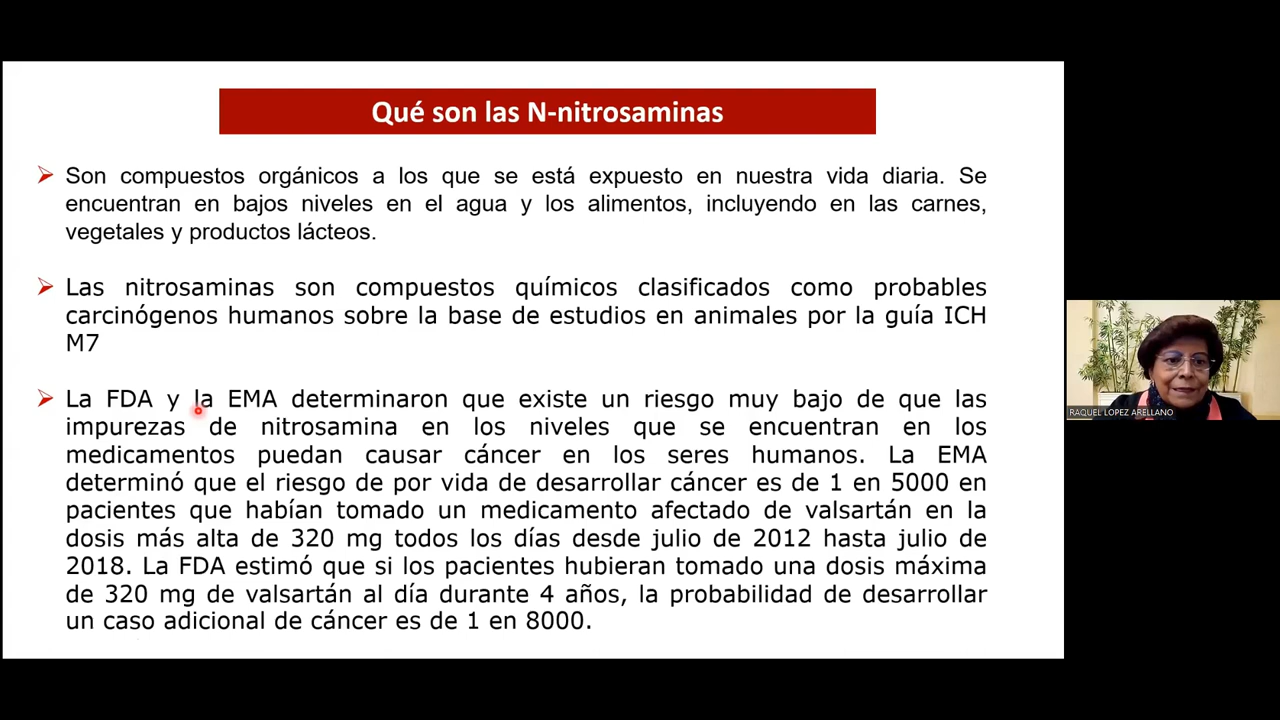 Qué son las N-nitrosaminas
Son compuestos orgánicos a los que se está expuesto en nuestra vida diaria. Se
encuentran en bajos niveles en el agua y los alimentos, incluyendo en las carnes,
vegetales y productos lácteos.
Las nitrosaminas son compuestos químicos clasificados como probables
carcinógenos humanos sobre la base de estudios en animales por la guía ICH
M7
La FDA y la EMA determinaron que existe un riesgo muy bajo de que las
impurezas de nitrosamina en los niveles que se encuentran en los
medicamentos puedan causar cáncer en los seres humanos. La EMA
determinó que el riesgo de por vida de desarrollar cáncer es de 1 en 5000 en
pacientes que habían tomado un medicamento afectado de valsartán en la
dosis más alta de 320 mg todos los días desde julio de 2012 hasta julio de
2018. La FDA estimó que si los pacientes hubieran tomado una dosis máxima
de 320 mg de valsartán al día durante 4 años, la probabilidad de desarrollar
un caso adicional de cáncer es de 1 en 8000.
RAQUEL LOPEZ ARELLANO